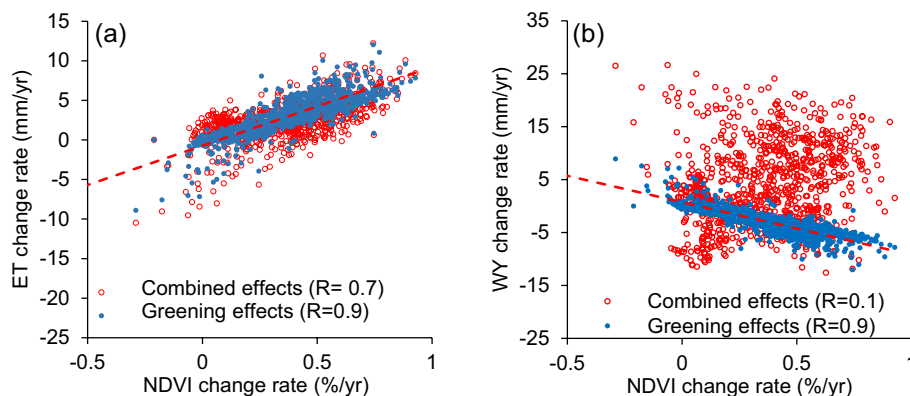 (a)
15
10
5
0
-5
-10
-15
-20
-25
ET change rate (mm/yr)
Combined effects (R= 0.7)
Greening effects (R=0.9)
-0.5 0 0.5 1
NDVI change rate (%/yr)
(b)
35
25
15
5
-5
-15
-25
WY change rate (mm/yr)
Combined effects (R=0.1)
Greening effects (R=0.9)
-0.5 0 0.5 1
NDVI change rate (%/yr)